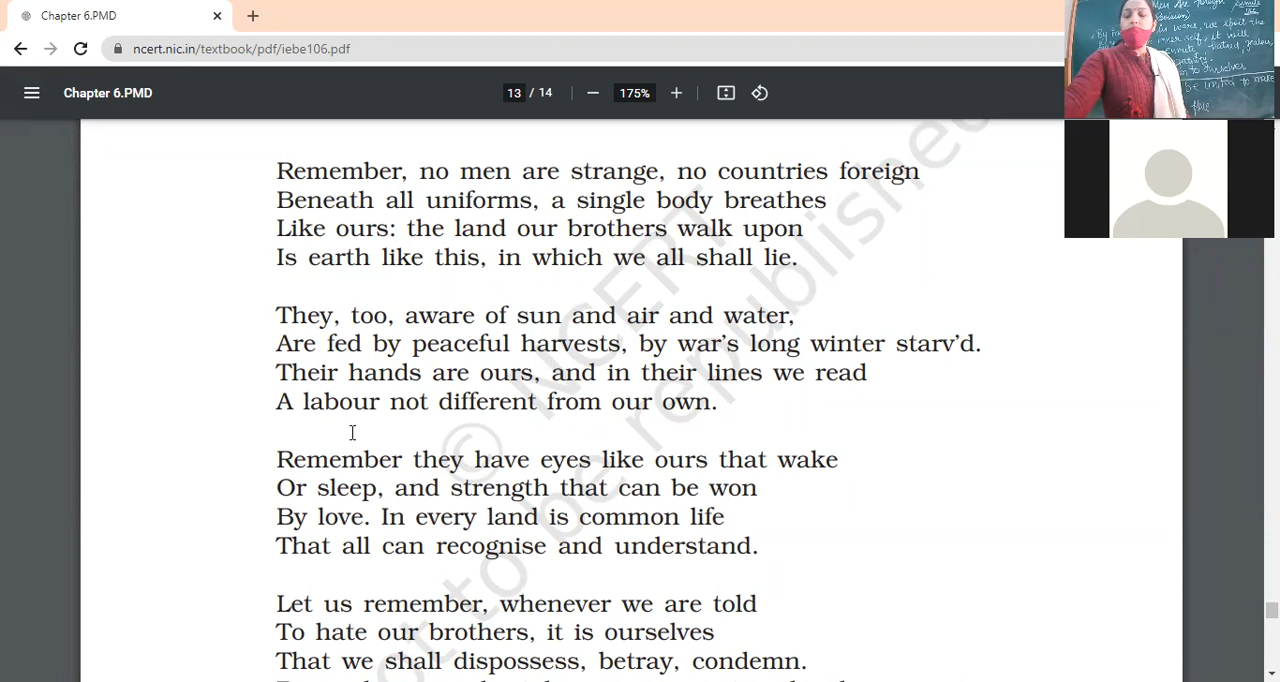 Chapter 6.PMD
ncert.nic.in/textbook/pdf/iebe106.pdf
Chapter 6.PMD
13 / 14
175%
Remember, no men are strange, no countries foreign
Beneath all uniforms, a single body breathes
Like ours: the land our brothers walk upon
Is earth like this, in which we all shall lie.
They, too, aware of sun and air and water,
Are fed by peaceful harvests, by war's long winter starv'd.
Their hands are ours, and in their lines we read
A labour not different from our own.
Remember they have eyes like ours that wake
Or sleep, and strength that can be won
By love. In every land is common life
That all can recognise and understand.
Let us remember, whenever we are told
To hate our brothers, it is ourselves
That we shall dispossess, betray, condemn.
© NCERT
not to be republished